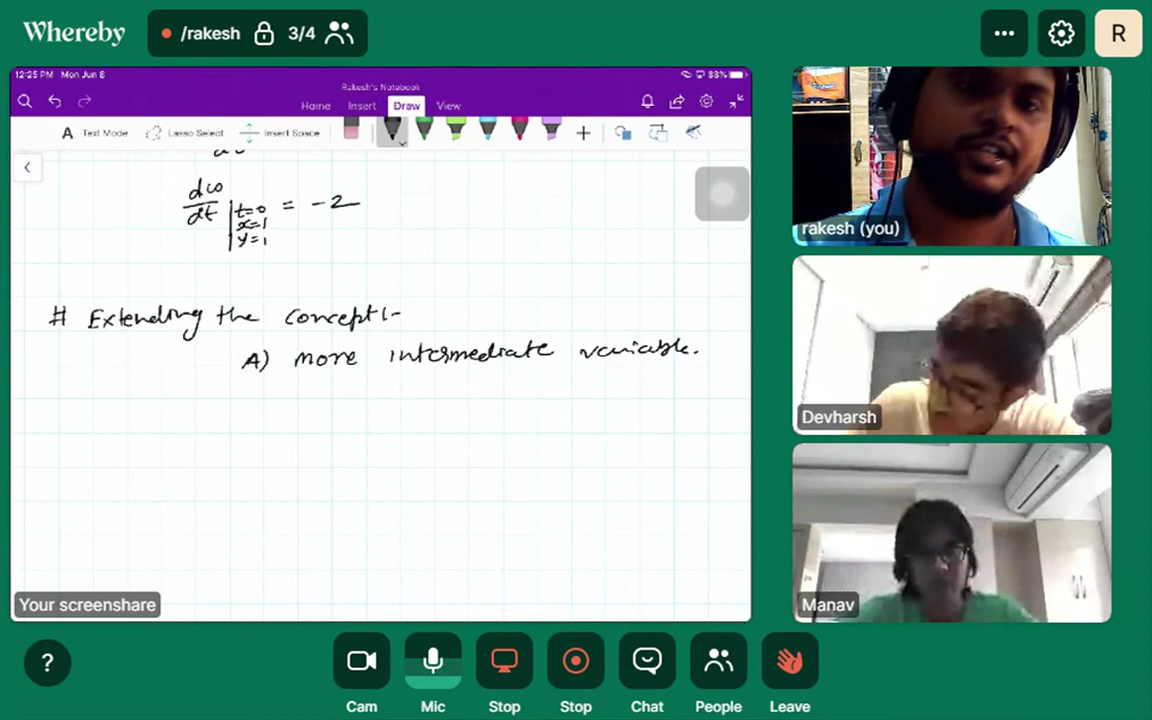 Whereby
/rakesh 3/4
R
12:25 PM Mon Jun 8
88%
Rakesh's Notebook
Home Insert Draw View
A Text Mode Lasso Select Insert Space
dω
dt | t=0 = -2
x=1
y=1
# Extending the concept:-
A) more intermediate variable.
Your screenshare
rakesh (you)
Devharsh
Manav
?
Cam Mic Stop Stop Chat People Leave